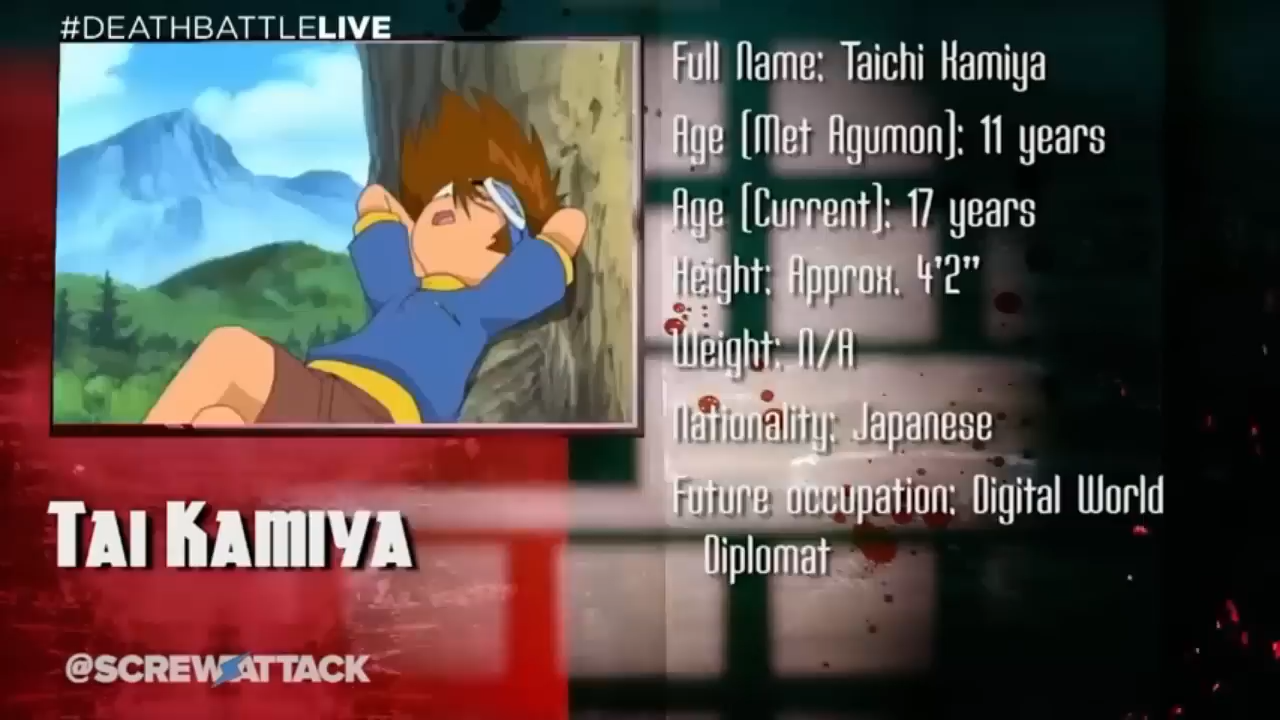 #DEATHBATTLELIVE
Full Name: Taichi Kamiya
Age (Met Agumon): 11 years
Age (Current): 17 years
Height: Approx. 4'2"
Weight: N/A
Nationality: Japanese
Future occupation: Digital World
Diplomat
TAI KAMIYA
@SCREWATTACK